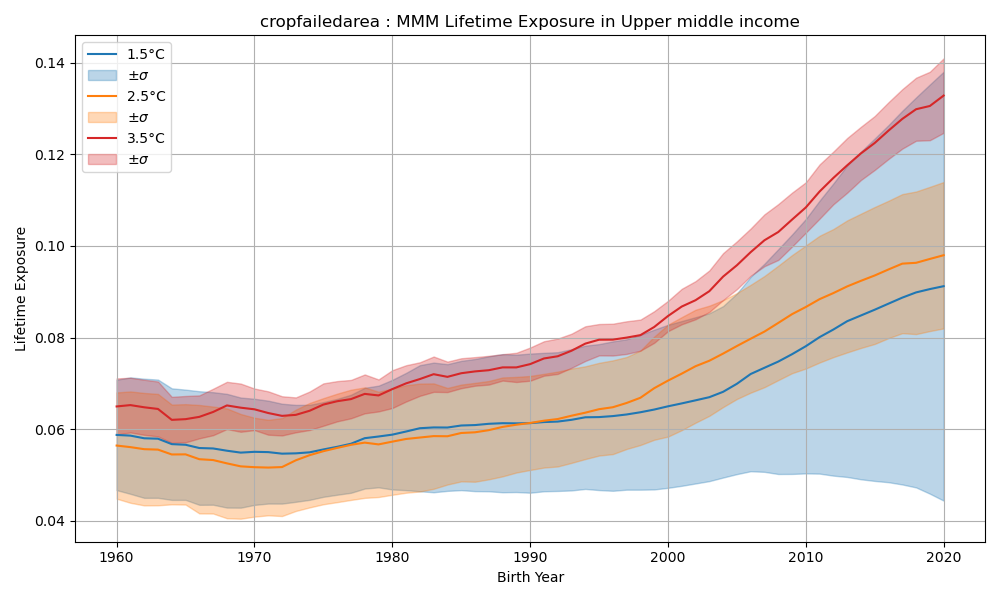 cropfailedarea : MMM Lifetime Exposure in Upper middle income
1.5°C
±σ
2.5°C
±σ
3.5°C
±σ
0.14
0.12
0.10
0.08
0.06
0.04
Lifetime Exposure
1960
1970
1980
1990
2000
2010
2020
Birth Year